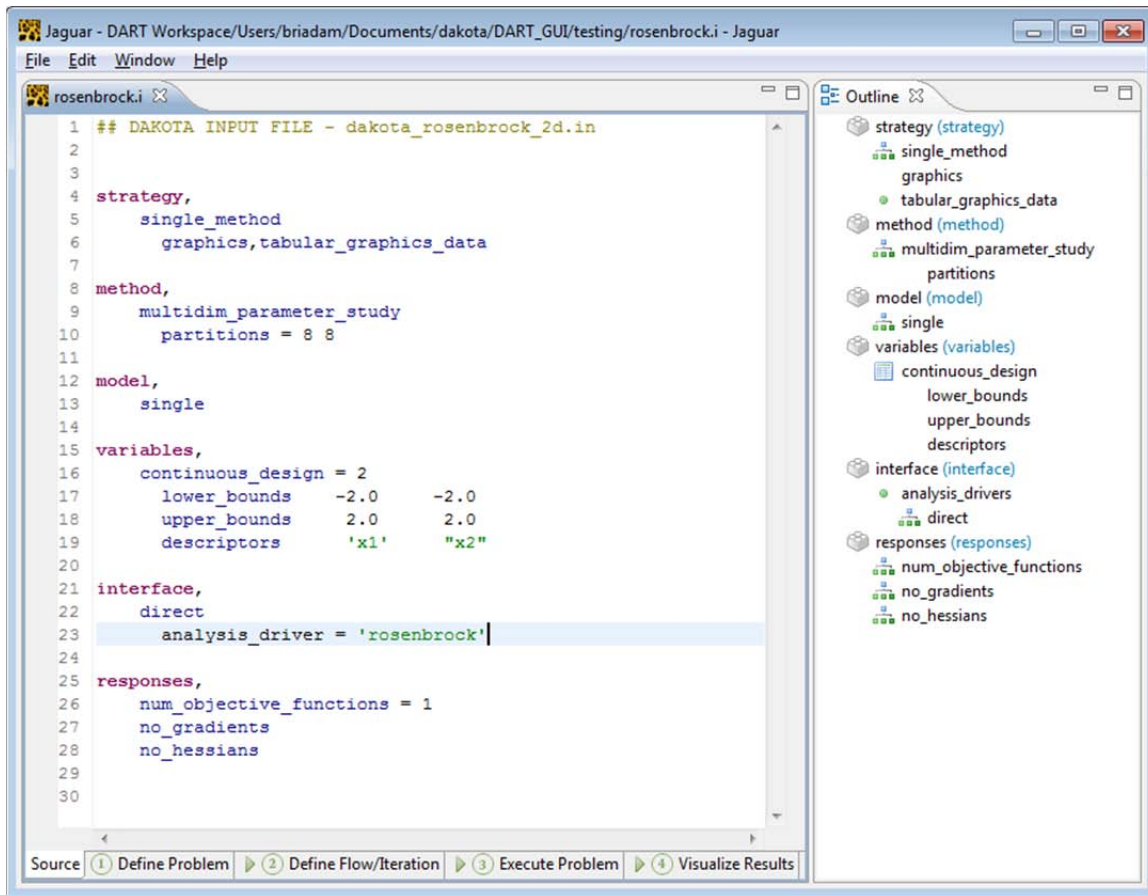 Jaguar - DART Workspace/Users/briadam/Documents/dakota/DART_GUI/testing/rosenbrock.i - Jaguar
File Edit Window Help
rosenbrock.i
1 ## DAKOTA INPUT FILE - dakota_rosenbrock_2d.in
2
3
4 strategy,
5 single_method
6 graphics,tabular_graphics_data
7
8 method,
9 multidim_parameter_study
10 partitions = 8 8
11
12 model,
13 single
14
15 variables,
16 continuous_design = 2
17 lower_bounds -2.0 -2.0
18 upper_bounds 2.0 2.0
19 descriptors 'x1' "x2"
20
21 interface,
22 direct
23 analysis_driver = 'rosenbrock'
24
25 responses,
26 num_objective_functions = 1
27 no_gradients
28 no_hessians
29
30
Source 1 Define Problem 2 Define Flow/Iteration 3 Execute Problem 4 Visualize Results
Outline
strategy (strategy)
single_method
graphics
tabular_graphics_data
method (method)
multidim_parameter_study
partitions
model (model)
single
variables (variables)
continuous_design
lower_bounds
upper_bounds
descriptors
interface (interface)
analysis_drivers
direct
responses (responses)
num_objective_functions
no_gradients
no_hessians